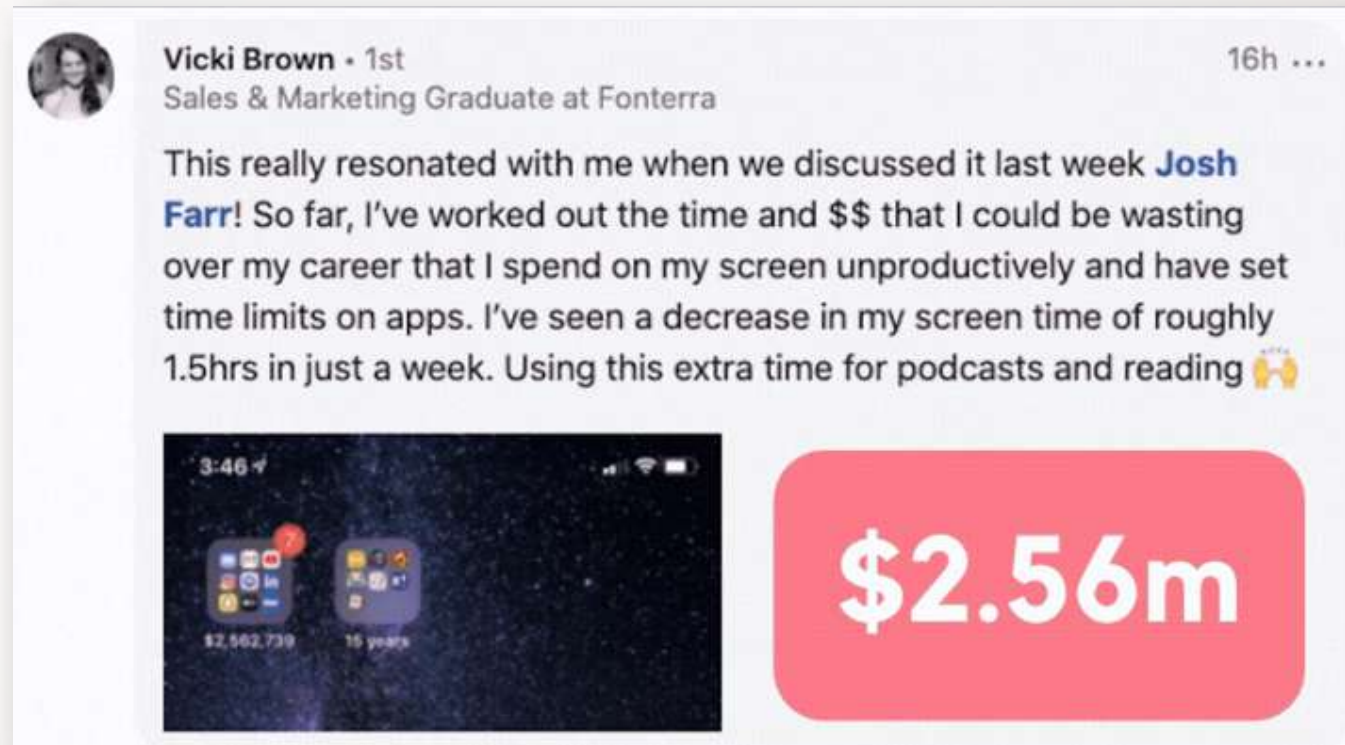 Vicki Brown • 1st
16h ...
Sales & Marketing Graduate at Fonterra
This really resonated with me when we discussed it last week Josh
Farr! So far, I've worked out the time and $$ that I could be wasting
over my career that I spend on my screen unproductively and have set
time limits on apps. I've seen a decrease in my screen time of roughly
1.5hrs in just a week. Using this extra time for podcasts and reading 🙌
3:46
7
in
$2,562,739
15 years
$2.56m